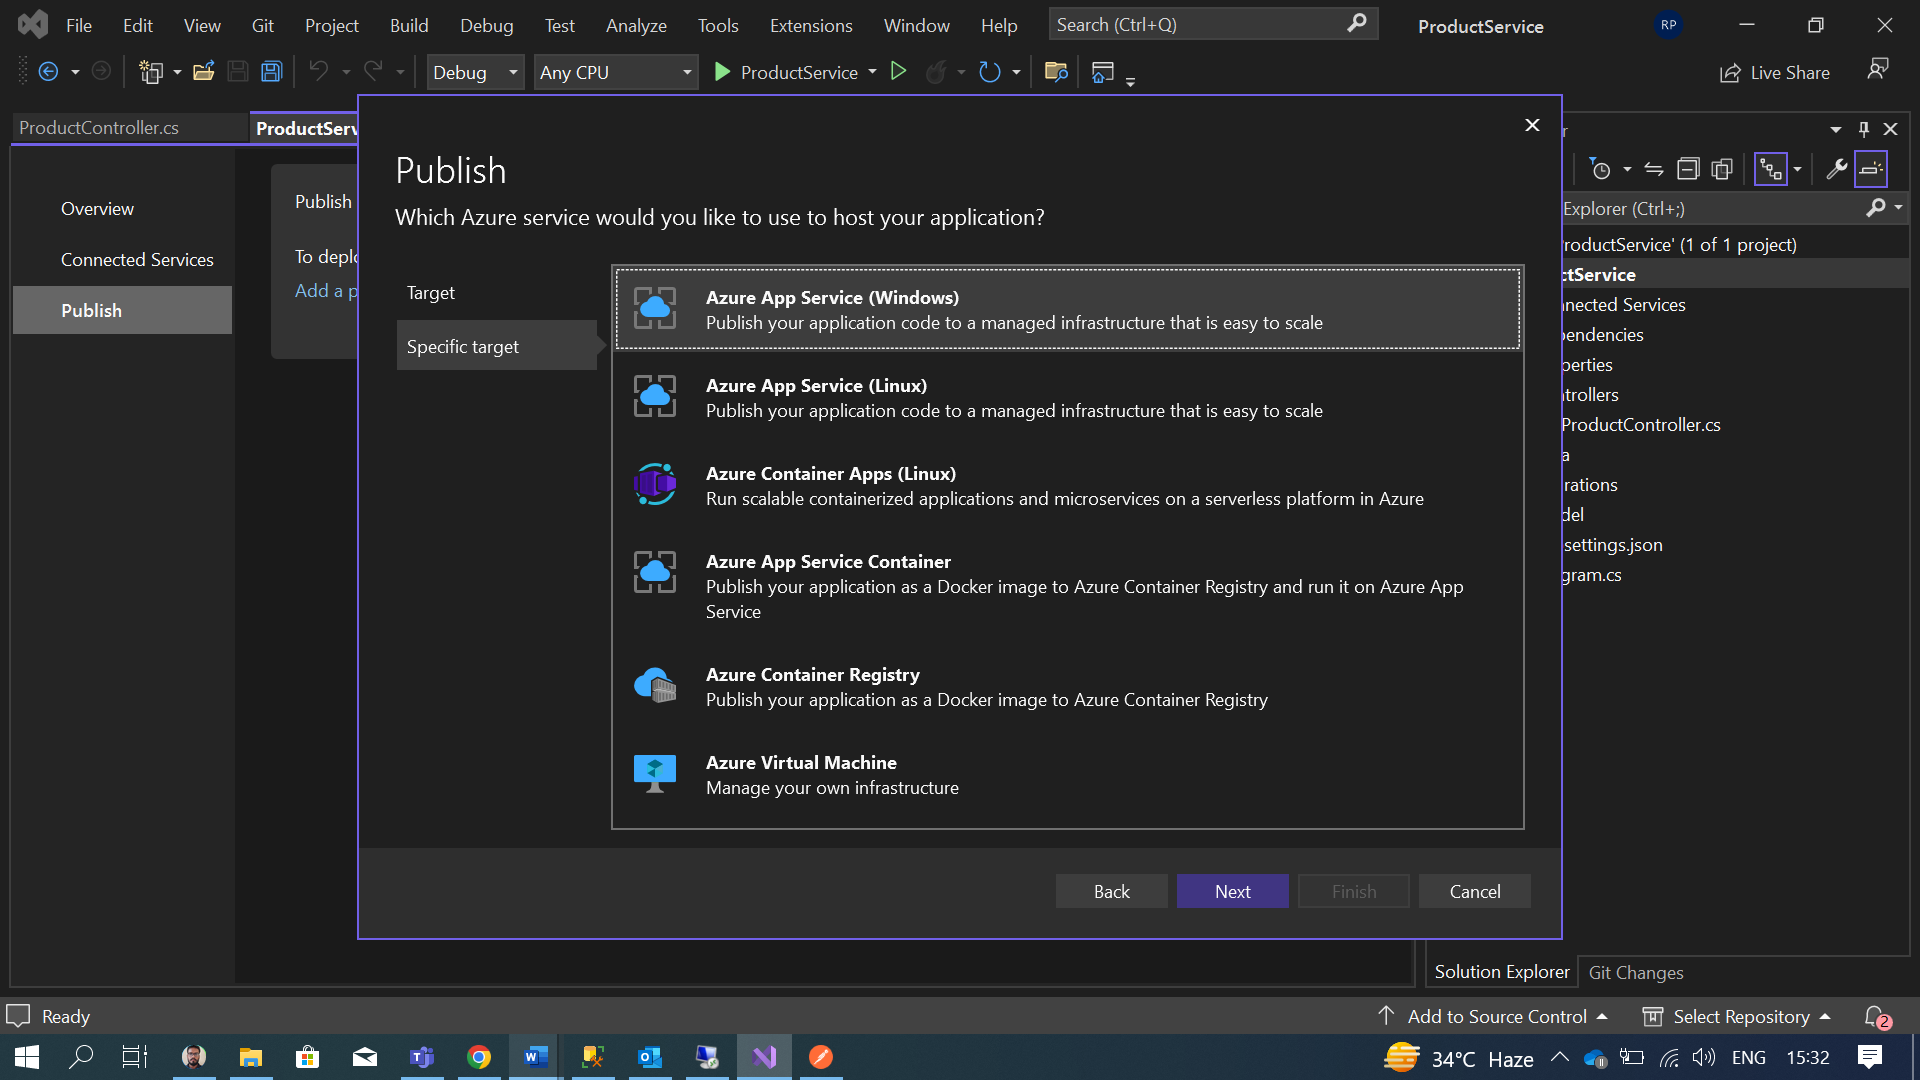 File Edit View Git Project Build Debug Test Analyze Tools Extensions Window Help Search (Ctrl+Q) ProductService RP
Debug Any CPU ProductService Live Share
ProductController.cs ProductServ
Overview
Connected Services
Publish
Publish
To deplo
Add a p
Publish
Which Azure service would you like to use to host your application?
Target
Specific target
Azure App Service (Windows)
Publish your application code to a managed infrastructure that is easy to scale
Azure App Service (Linux)
Publish your application code to a managed infrastructure that is easy to scale
Azure Container Apps (Linux)
Run scalable containerized applications and microservices on a serverless platform in Azure
Azure App Service Container
Publish your application as a Docker image to Azure Container Registry and run it on Azure App
Service
Azure Container Registry
Publish your application as a Docker image to Azure Container Registry
Azure Virtual Machine
Manage your own infrastructure
Back Next Finish Cancel
r
Explorer (Ctrl+;)
roductService' (1 of 1 project)
ctService
nected Services
endencies
perties
trollers
ProductController.cs
a
rations
del
settings.json
gram.cs
Solution Explorer Git Changes
Ready Add to Source Control Select Repository 2
34°C Haze ENG 15:32